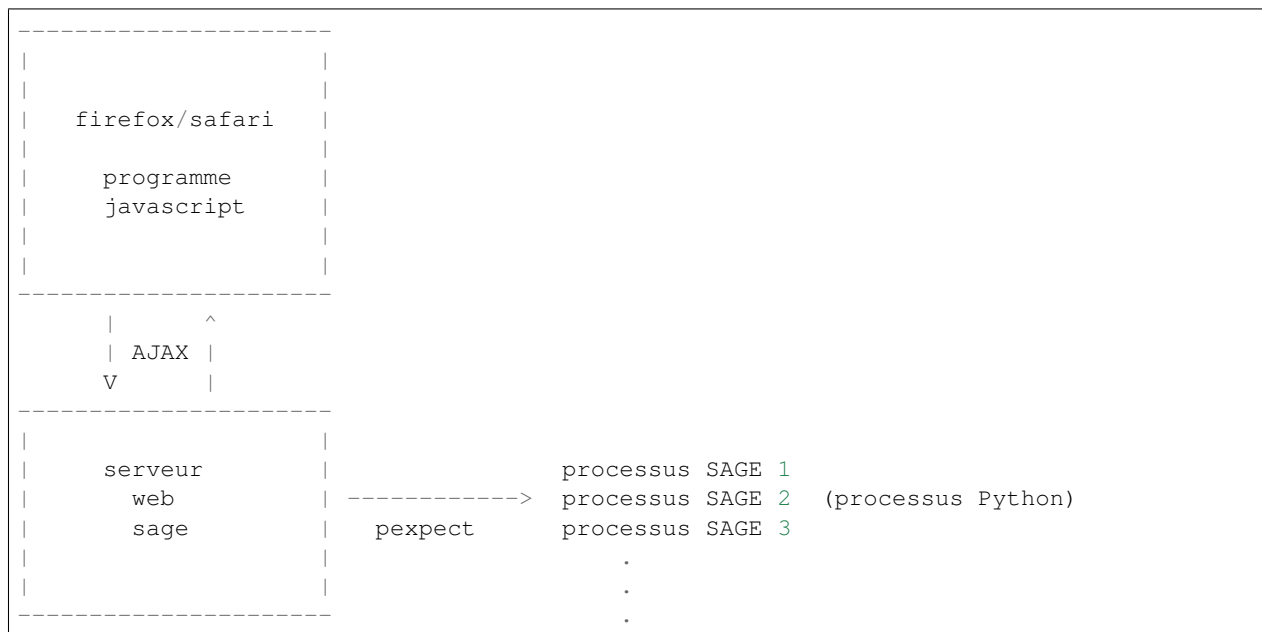 ----------------------
|                    |
|                    |
|   firefox/safari   |
|                    |
|     programme      |
|     javascript     |
|                    |
|                    |
----------------------
      |      ^
      | AJAX |
      V      |
----------------------
|                    |
|     serveur        |                processus SAGE 1
|       web          | ------------>  processus SAGE 2  (processus Python)
|       sage         |   pexpect      processus SAGE 3
|                    |                    .
|                    |                    .
----------------------                    .